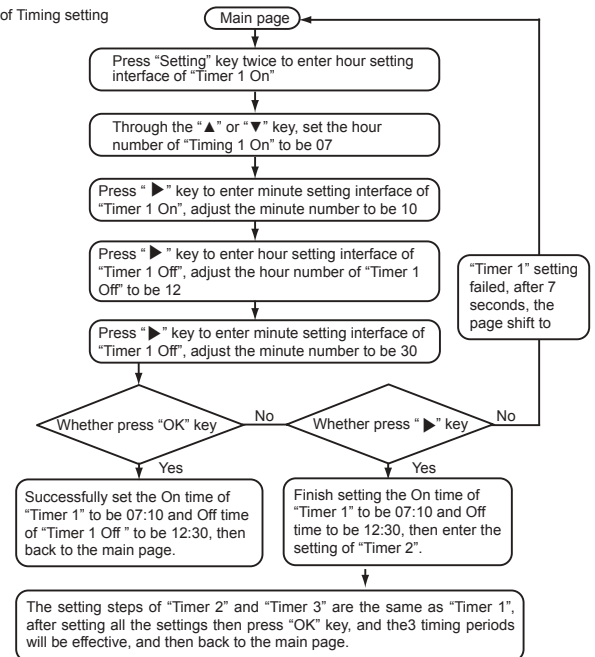 of Timing setting
Main page
Press “Setting” key twice to enter hour setting
interface of “Timer 1 On”
Through the “▲” or “▼” key, set the hour
number of “Timing 1 On” to be 07
Press “ ▶ ” key to enter minute setting interface of
“Timer 1 On”, adjust the minute number to be 10
Press “ ▶ ” key to enter hour setting interface of
“Timer 1 Off”, adjust the hour number of “Timer 1
Off” to be 12
Press “▶ ” key to enter minute setting interface of
“Timer 1 Off”, adjust the minute number to be 30
“Timer 1” setting
failed, after 7
seconds, the
page shift to
Whether press “OK” key
No
Whether press “ ▶” key
No
Yes
Yes
Successfully set the On time of
“Timer 1” to be 07:10 and Off time
of “Timer 1 Off ” to be 12:30, then
back to the main page.
Finish setting the On time of
“Timer 1” to be 07:10 and Off
time to be 12:30, then enter the
setting of “Timer 2”.
The setting steps of “Timer 2” and “Timer 3” are the same as “Timer 1”,
after setting all the settings then press “OK” key, and the3 timing periods
will be effective, and then back to the main page.